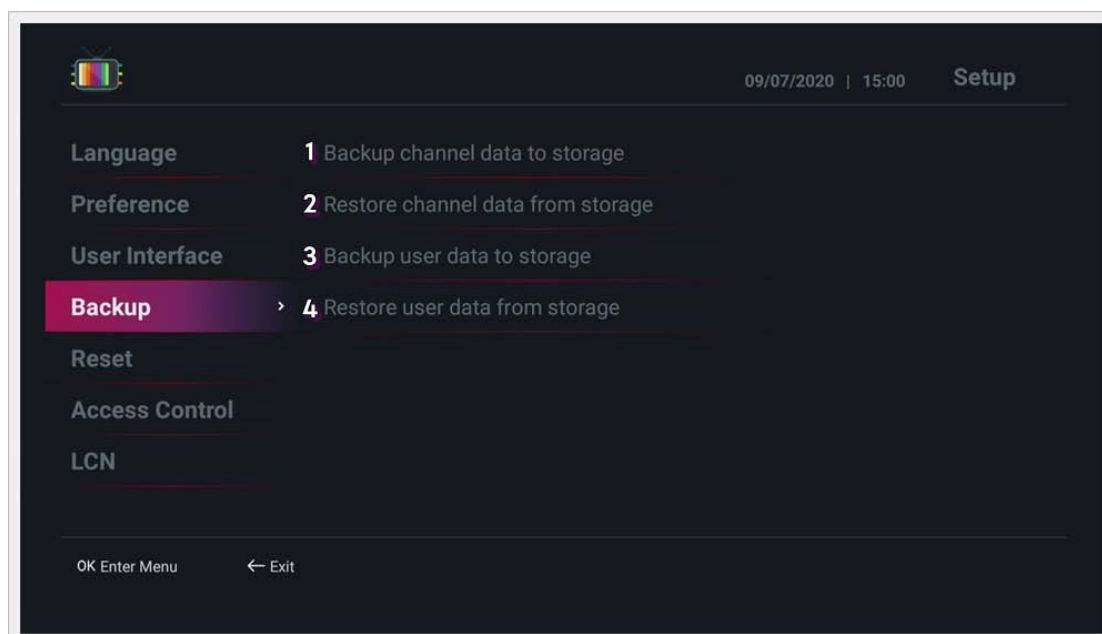 09/07/2020 | 15:00 Setup
Language
1 Backup channel data to storage
Preference
2 Restore channel data from storage
User Interface
3 Backup user data to storage
Backup ›
4 Restore user data from storage
Reset
Access Control
LCN
OK Enter Menu
← Exit